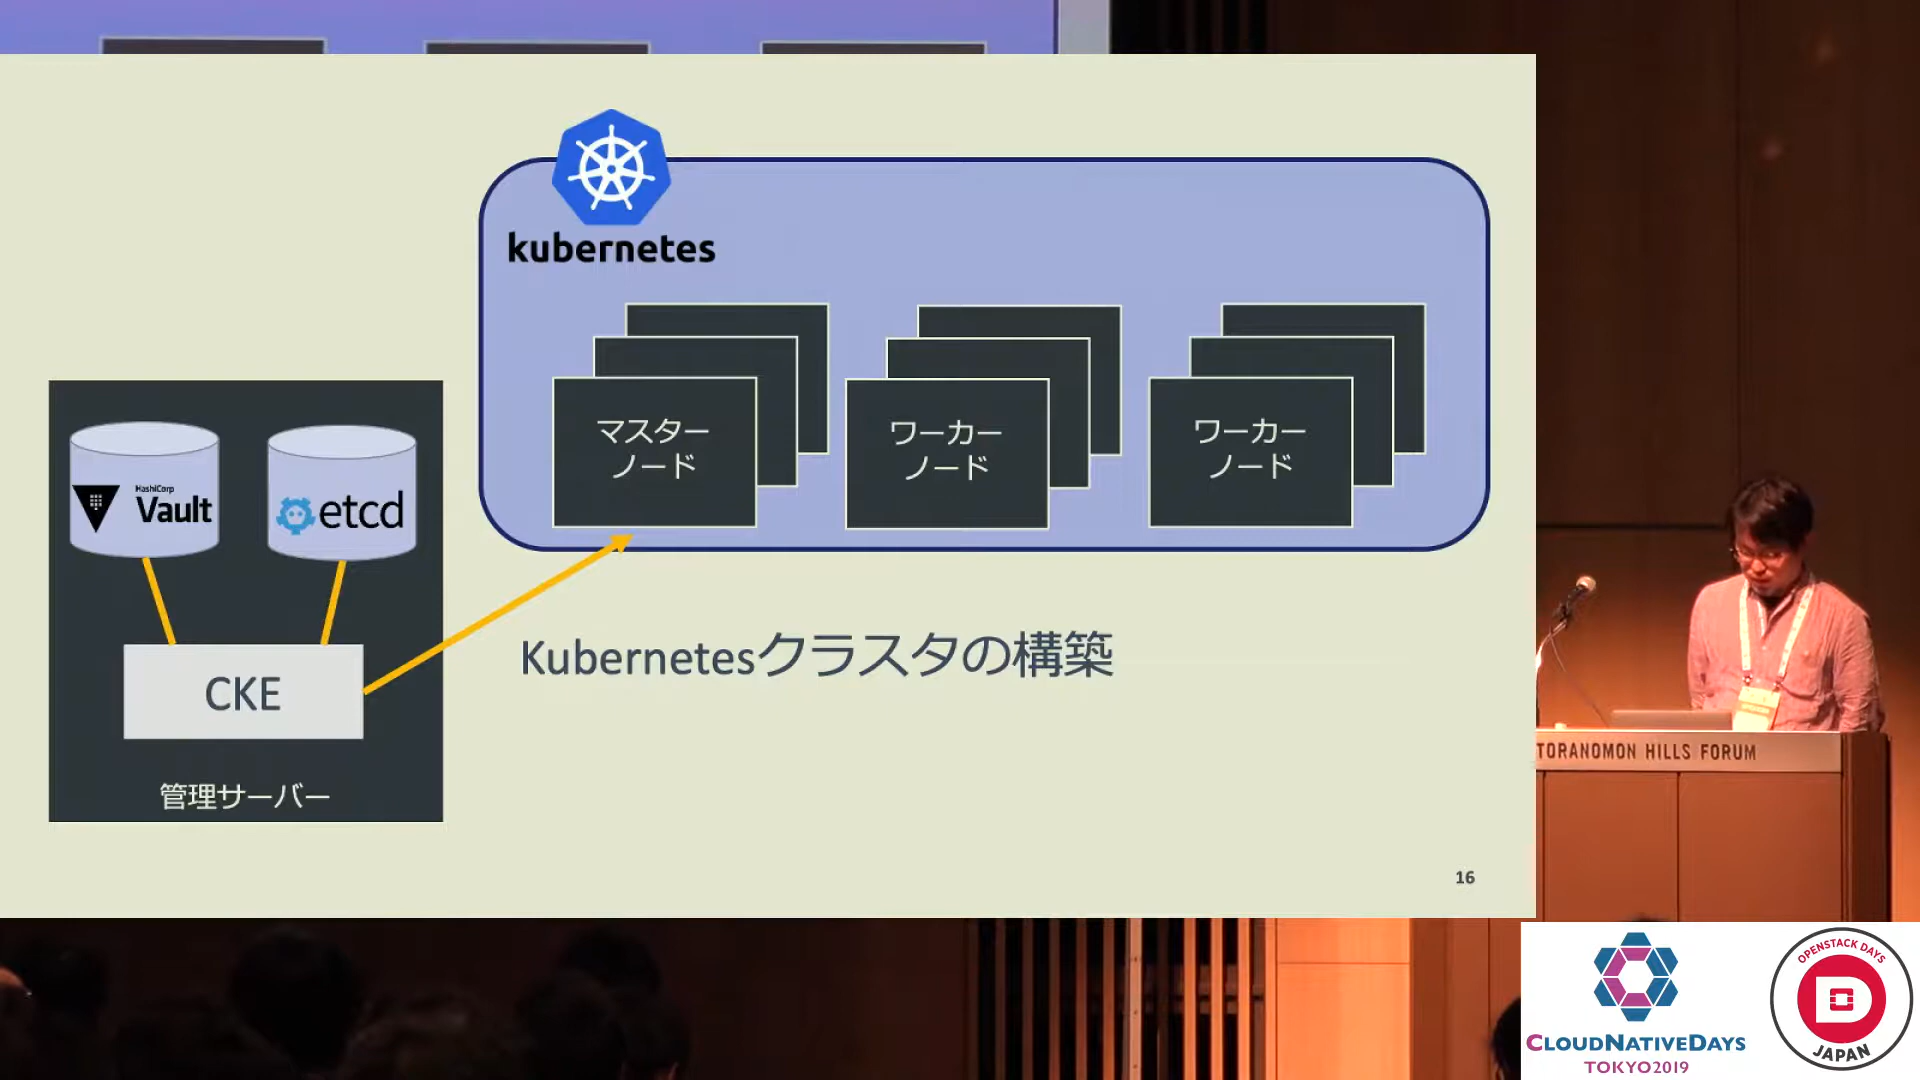 kubernetes
マスター
ノード
ワーカー
ノード
ワーカー
ノード
HashiCorp
Vault
etcd
CKE
管理サーバー
Kubernetesクラスタの構築
16
TORANOMON HILLS FORUM
CLOUDNATIVEDAYS
TOKYO2019
OPENSTACK DAYS
JAPAN